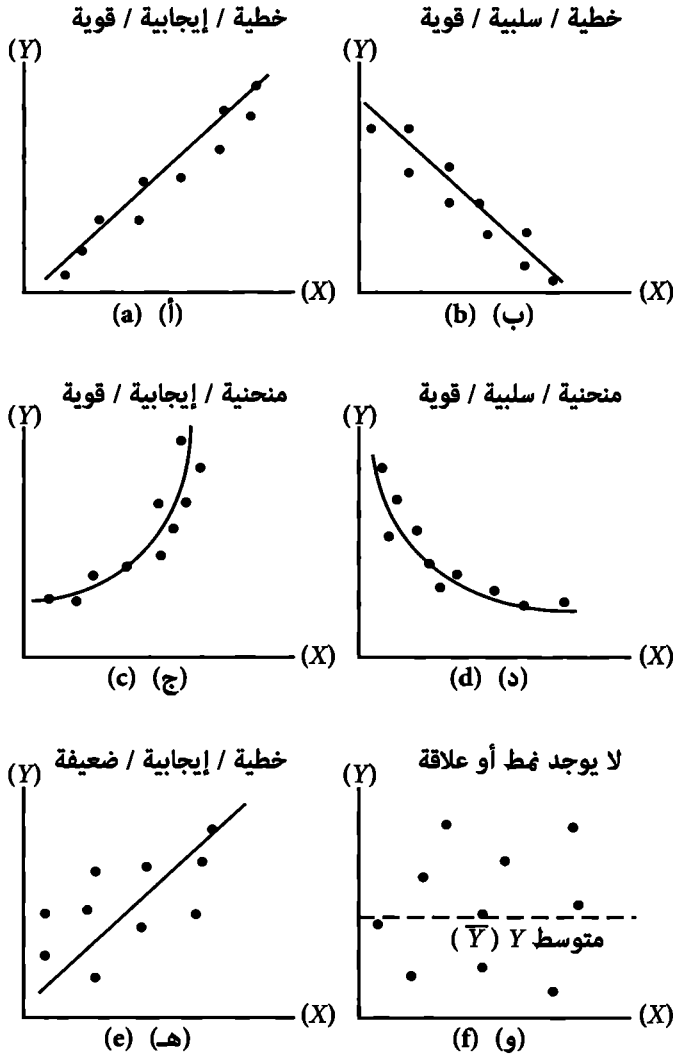 خطية / إيجابية / قوية
(Y)
(X)
(a) (أ)
خطية / سلبية / قوية
(Y)
(X)
(b) (ب)
منحنية / إيجابية / قوية
(Y)
(X)
(c) (ج)
منحنية / سلبية / قوية
(Y)
(X)
(d) (د)
خطية / إيجابية / ضعيفة
(Y)
(X)
(e) (هـ)
لا يوجد نمط أو علاقة
(Y)
متوسط Y (Y̅)
(X)
(f) (و)